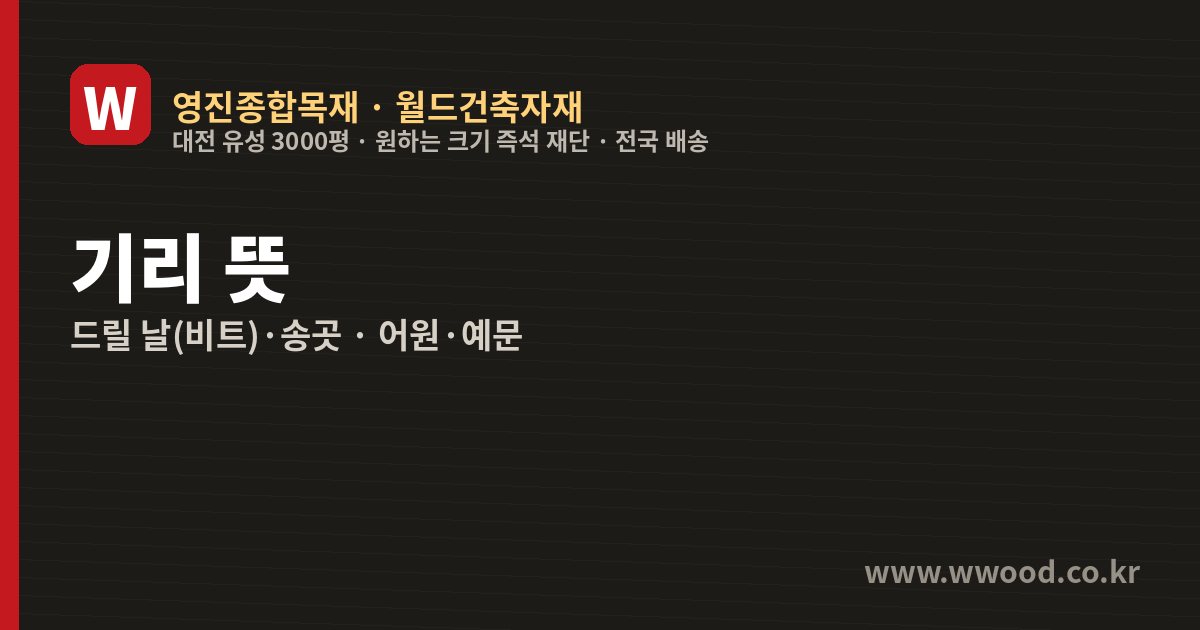 W
영진종합목재 · 월드건축자재
대전 유성 3000평 · 원하는 크기 즉석 재단 · 전국 배송
기리 뜻
드릴 날(비트)·송곳 · 어원·예문
www.wwood.co.kr